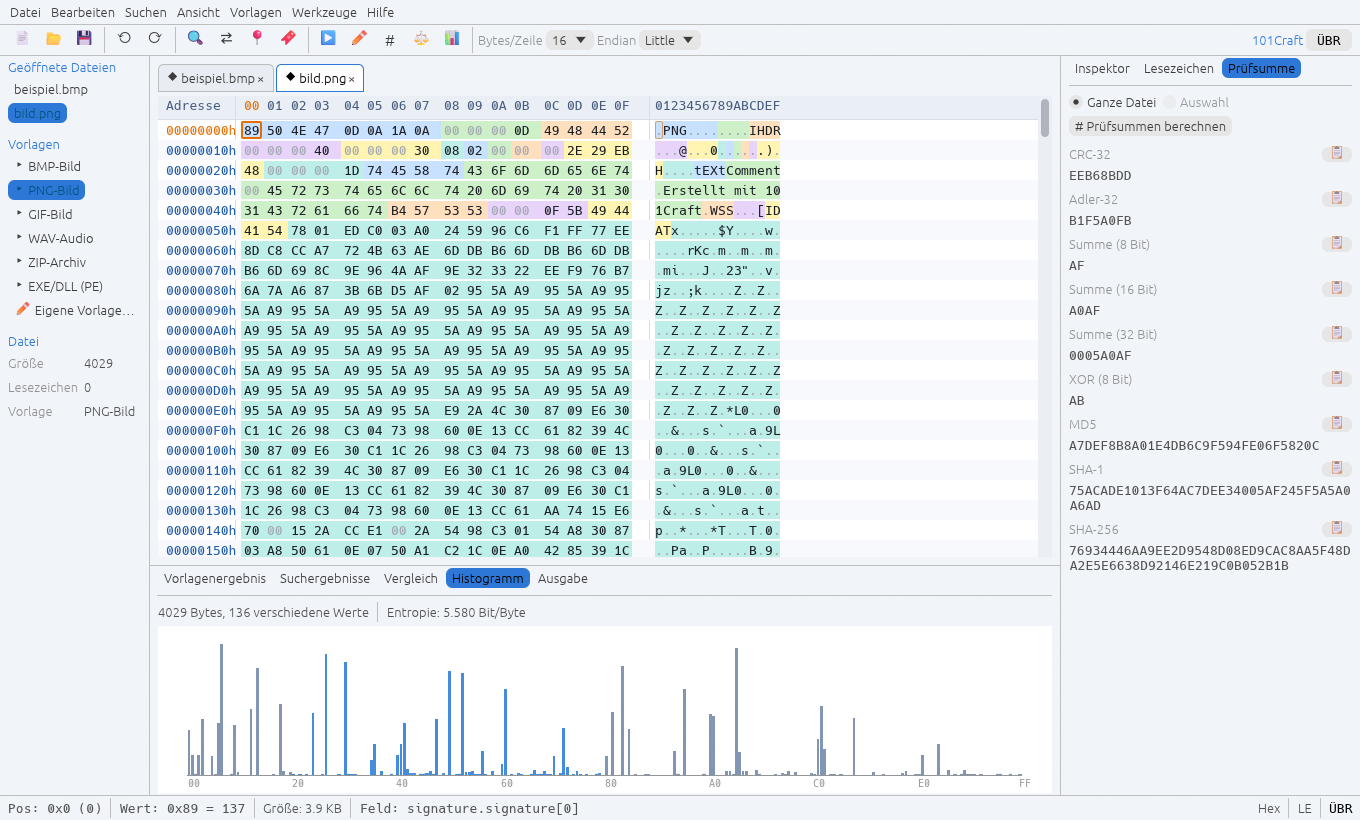 Datei Bearbeiten Suchen Ansicht Vorlagen Werkzeuge Hilfe
# Bytes/Zeile 16 Endian Little 101Craft ÜBR
Geöffnete Dateien
beispiel.bmp
bild.png
Vorlagen
BMP-Bild
PNG-Bild
GIF-Bild
WAV-Audio
ZIP-Archiv
EXE/DLL (PE)
Eigene Vorlage…
Datei
Größe 4029
Lesezeichen 0
Vorlage PNG-Bild
beispiel.bmp × bild.png ×
Adresse 00 01 02 03 04 05 06 07 08 09 0A 0B 0C 0D 0E 0F 0123456789ABCDEF
00000000h 89 50 4E 47 0D 0A 1A 0A 00 00 00 0D 49 48 44 52 .PNG........IHDR
00000010h 00 00 00 40 00 00 00 30 08 02 00 00 00 2E 29 EB ...@...0......).
00000020h 48 00 00 00 1D 74 45 58 74 43 6F 6D 6D 65 6E 74 H....tEXtComment
00000030h 00 45 72 73 74 65 6C 6C 74 20 6D 69 74 20 31 30 .Erstellt mit 10
00000040h 31 43 72 61 66 74 B4 57 53 53 00 00 0F 5B 49 44 1Craft.WSS...[ID
00000050h 41 54 78 01 ED C0 03 A0 24 59 96 C6 F1 FF 77 EE ATx.....$Y....w.
00000060h 8D C8 CC A7 72 4B 63 AE 6D DB B6 6D DB B6 6D DB ....rKc.m..m..m.
00000070h B6 6D 69 8C 9E 96 4A AF 9E 32 33 22 EE F9 76 B7 .mi...J..23"..v.
00000080h 6A 7A A6 87 3B 6B D5 AF 02 95 5A A9 95 5A A9 95 jz..;k....Z..Z..
00000090h 5A A9 95 5A A9 95 5A A9 95 5A A9 95 5A A9 95 5A Z..Z..Z..Z..Z..Z
000000A0h A9 95 5A A9 95 5A A9 95 5A A9 95 5A A9 95 5A A9 ..Z..Z..Z..Z..Z.
000000B0h 95 5A A9 95 5A A9 95 5A A9 95 5A A9 95 5A A9 95 .Z..Z..Z..Z..Z..
000000C0h 5A A9 95 5A A9 95 5A A9 95 5A A9 95 5A A9 95 5A Z..Z..Z..Z..Z..Z
000000D0h A9 95 5A A9 95 5A A9 95 5A A9 95 5A A9 95 5A A9 ..Z..Z..Z..Z..Z.
000000E0h 95 5A A9 95 5A A9 95 5A E9 2A 4C 30 87 09 E6 30 .Z..Z..Z.*L0...0
000000F0h C1 1C 26 98 C3 04 73 98 60 0E 13 CC 61 82 39 4C ..&...s.`...a.9L
00000100h 30 87 09 E6 30 C1 1C 26 98 C3 04 73 98 60 0E 13 0...0..&...s.`..
00000110h CC 61 82 39 4C 30 87 09 E6 30 C1 1C 26 98 C3 04 .a.9L0...0..&...
00000120h 73 98 60 0E 13 CC 61 82 39 4C 30 87 09 E6 30 C1 s.`...a.9L0...0.
00000130h 1C 26 98 C3 04 73 98 60 0E 13 CC 61 AA 74 15 E6 .&...s.`...a.t..
00000140h 70 00 15 2A CC E1 00 2A 54 98 C3 01 54 A8 30 87 p..*...*T...T.0.
00000150h 03 A8 50 61 0E 07 50 A1 C2 1C 0E A0 42 85 39 1C ..Pa..P.....B.9.
Vorlagenergebnis Suchergebnisse Vergleich Histogramm Ausgabe
4029 Bytes, 136 verschiedene Werte Entropie: 5.580 Bit/Byte
00 20 40 60 80 A0 C0 E0 FF
Inspektor Lesezeichen Prüfsumme
Ganze Datei Auswahl
# Prüfsummen berechnen
CRC-32
EEB68BDD
Adler-32
B1F5A0FB
Summe (8 Bit)
AF
Summe (16 Bit)
A0AF
Summe (32 Bit)
0005A0AF
XOR (8 Bit)
AB
MD5
A7DEF8B8A01E4DB6C9F594FE06F5820C
SHA-1
75ACADE1013F64AC7DEE34005AF245F5A5A0
A6AD
SHA-256
76934446AA9EE2D9548D08ED9CAC8AA5F48D
A2E5E6638D92146E219C0B052B1B
Pos: 0x0 (0) Wert: 0x89 = 137 Größe: 3.9 KB Feld: signature.signature[0] Hex LE ÜBR